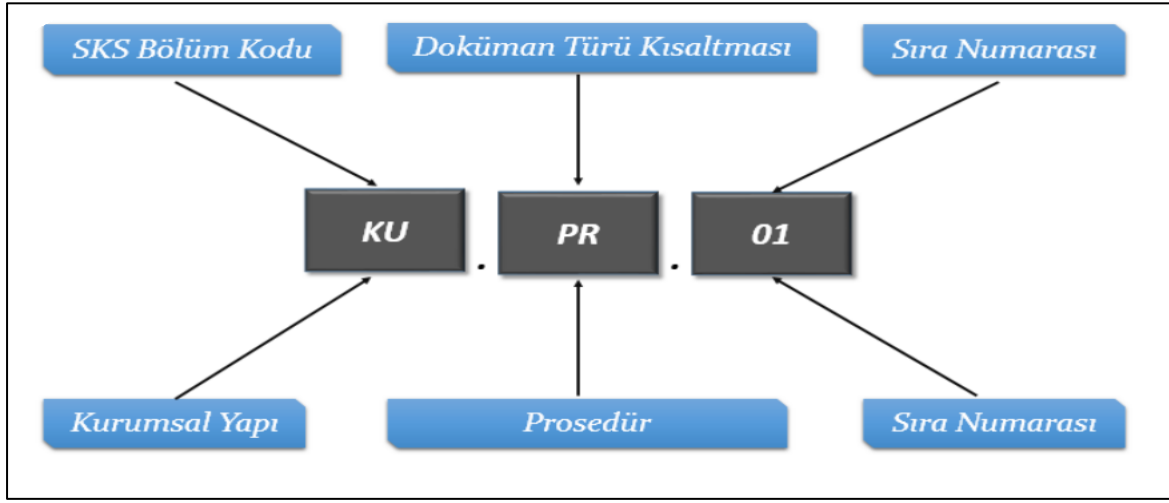 SKS Bölüm Kodu
Doküman Türü Kısaltması
Sıra Numarası
KU . PR . 01
Kurumsal Yapı
Prosedür
Sıra Numarası